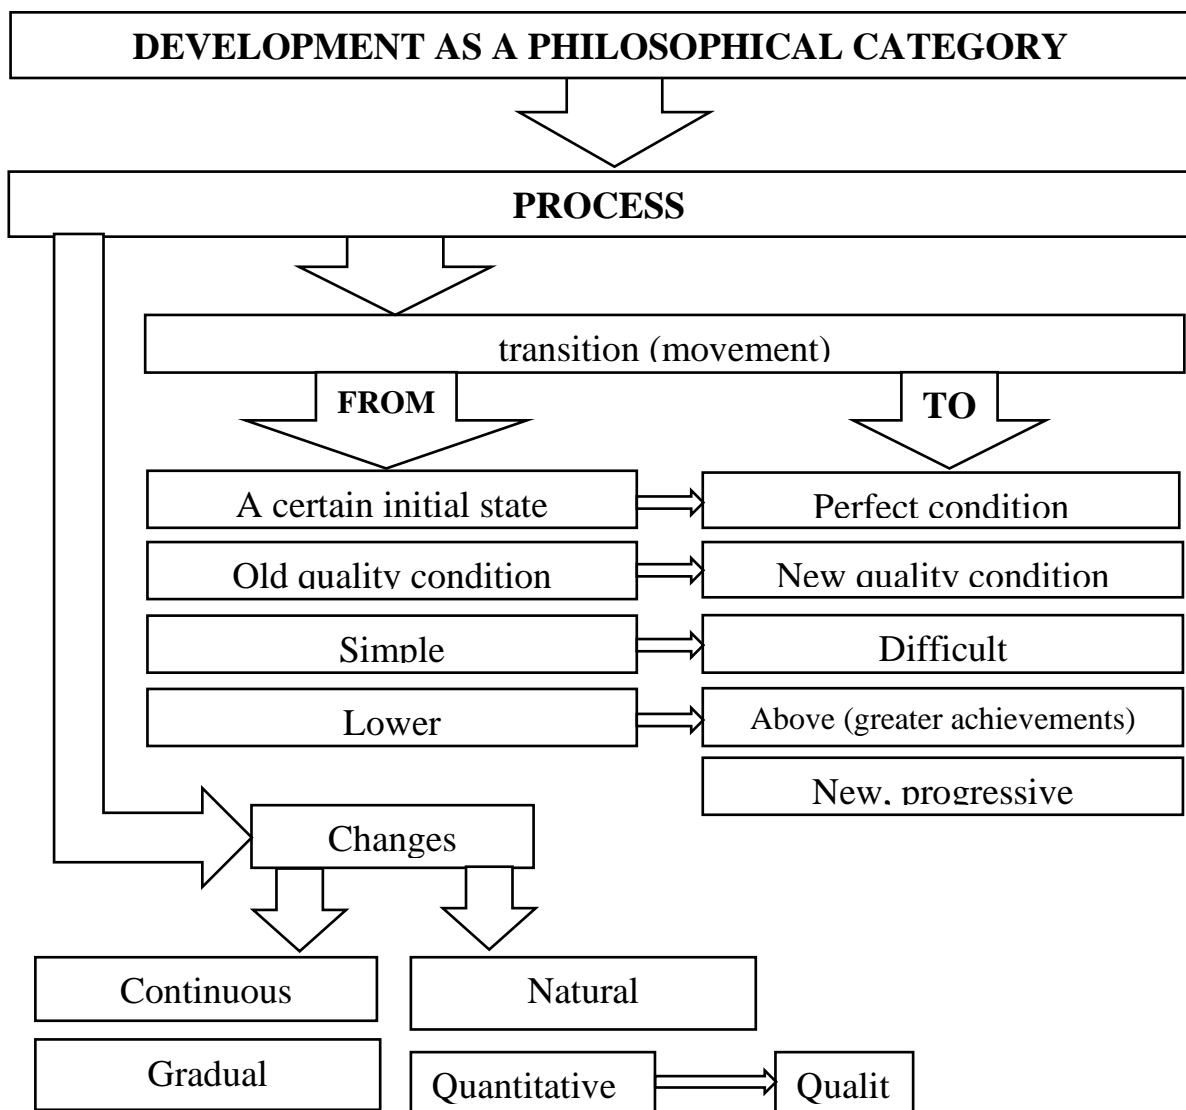 DEVELOPMENT AS A PHILOSOPHICAL CATEGORY
PROCESS
transition (movement)
FROM
TO
A certain initial state
Perfect condition
Old quality condition
New quality condition
Simple
Difficult
Lower
Above (greater achievements)
New, progressive
Changes
Continuous
Natural
Gradual
Quantitative
Qualit